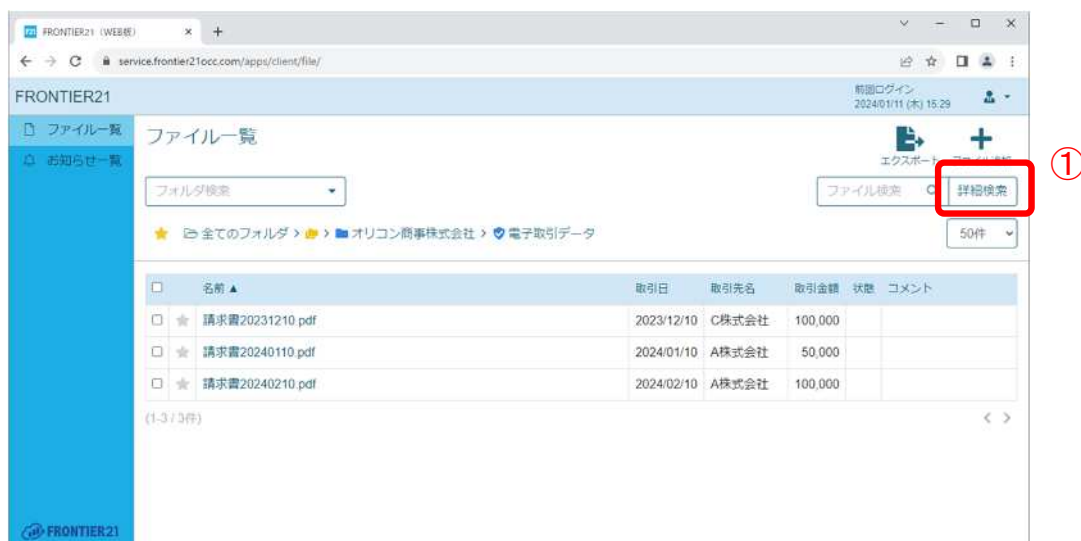 FRONTIER21 (WEB版)
service.frontier21occ.com/apps/client/file/
FRONTIER21
前回ログイン
2024/01/11 (木) 15:29
ファイル一覧
お知らせ一覧
ファイル一覧
エクスポート
ファイル追加
①
フォルダ検索
ファイル検索
詳細検索
全てのフォルダ > > オリコン商事株式会社 > 電子取引データ
50件
名前▲ 取引日 取引先名 取引金額 状態 コメント
請求書20231210.pdf 2023/12/10 C株式会社 100,000
請求書20240110.pdf 2024/01/10 A株式会社 50,000
請求書20240210.pdf 2024/02/10 A株式会社 100,000
(1-3 / 3件)
FRONTIER21